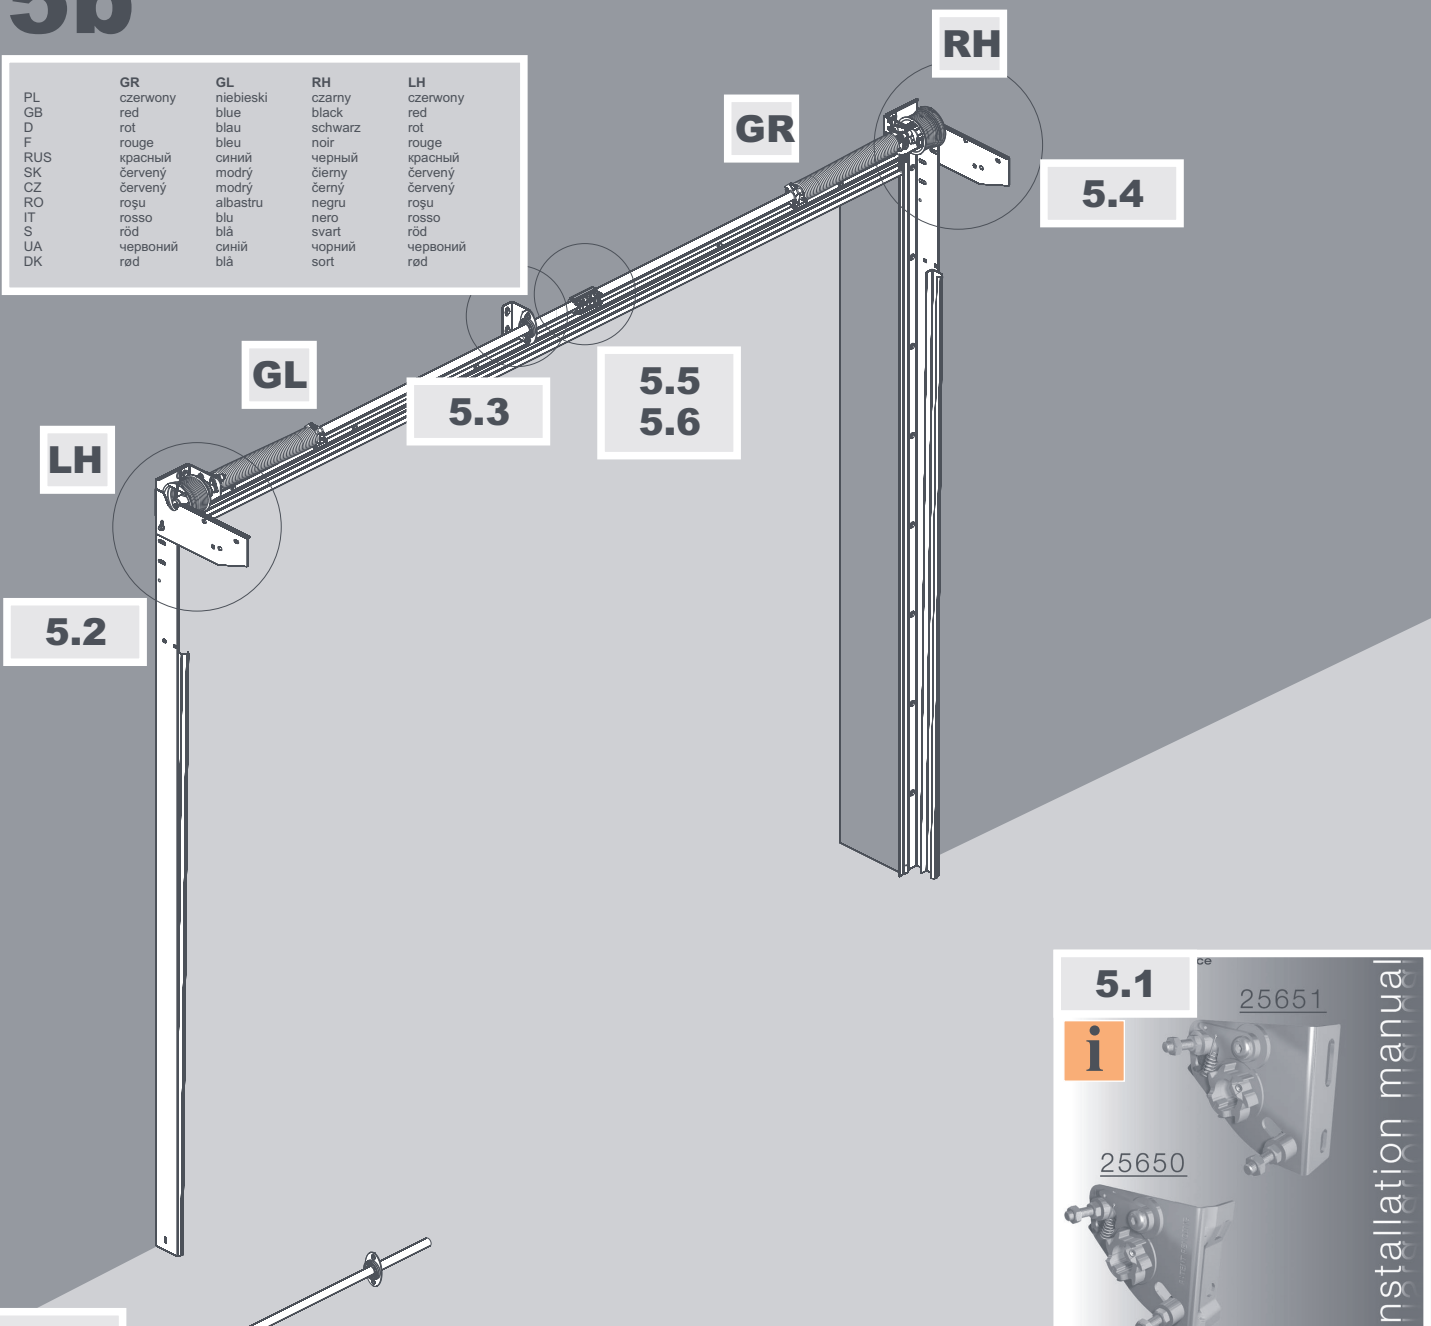 5b
RH
GR GL RH LH
PL czerwony niebieski czarny czerwony
GB red blue black red
D rot blau schwarz rot
F rouge bleu noir rouge
RUS красный синий черный красный
SK červený modrý čierny červený
CZ červený modrý černý červený
RO roşu albastru negru roşu
IT rosso blu nero rosso
S röd blå svart röd
UA червоний синій чорний червоний
DK rød blå sort rød
GR
5.4
GL
5.3
5.5
5.6
LH
5.2
5.1
ce
25651
i
25650
nstallation manual